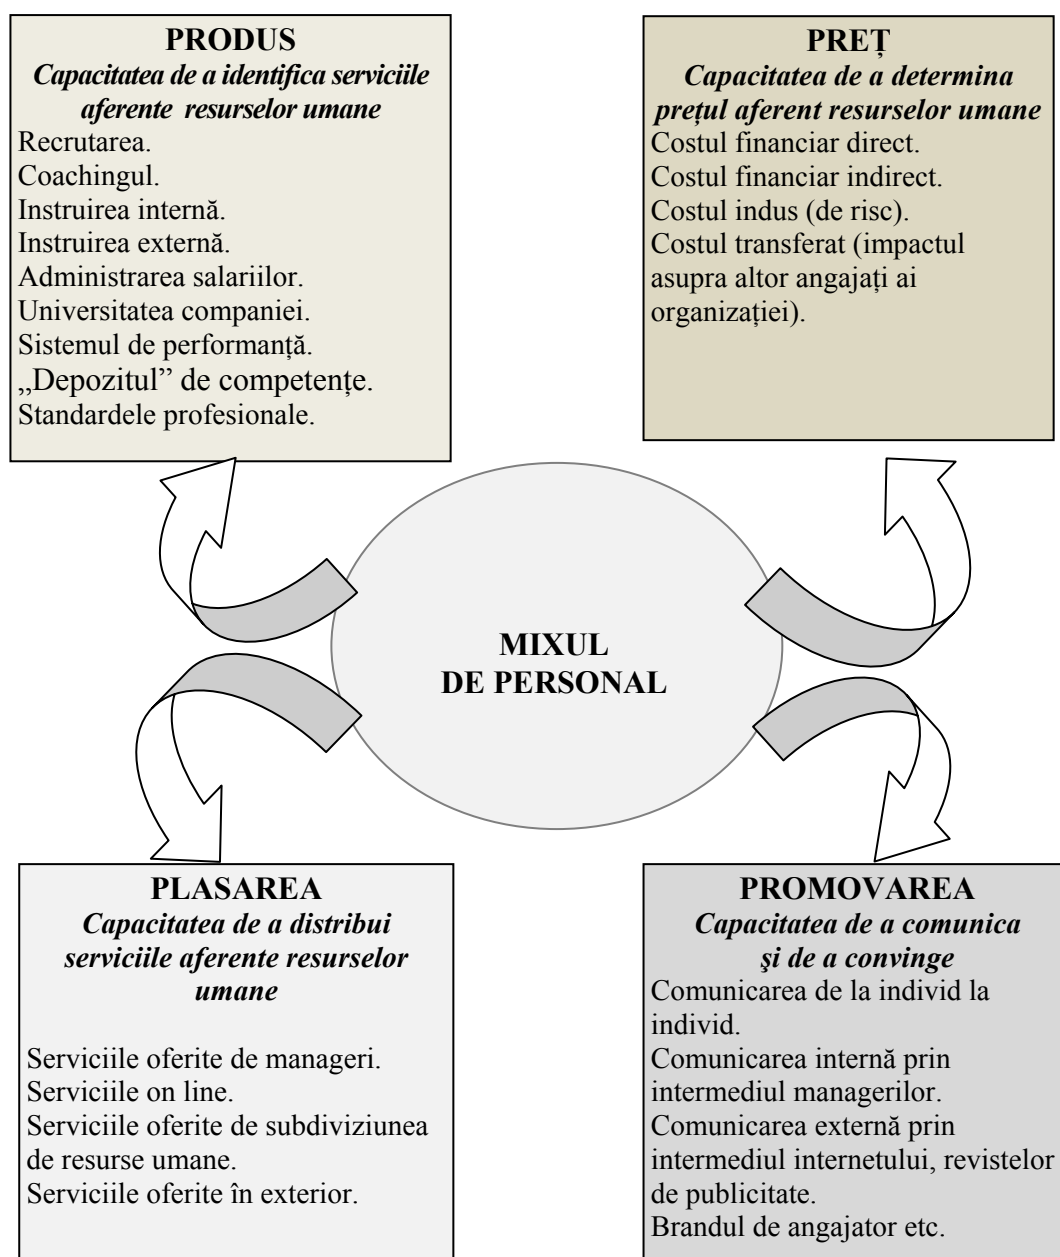 PRODUS
Capacitatea de a identifica serviciile
aferente resurselor umane
Recrutarea.
Coachingul.
Instruirea internă.
Instruirea externă.
Administrarea salariilor.
Universitatea companiei.
Sistemul de performanță.
„Depozitul” de competențe.
Standardele profesionale.
PREȚ
Capacitatea de a determina
prețul aferent resurselor umane
Costul financiar direct.
Costul financiar indirect.
Costul indus (de risc).
Costul transferat (impactul
asupra altor angajați ai
organizației).
MIXUL
DE PERSONAL
PLASAREA
Capacitatea de a distribui
serviciile aferente resurselor
umane
Serviciile oferite de manageri.
Serviciile on line.
Serviciile oferite de subdiviziunea
de resurse umane.
Serviciile oferite în exterior.
PROMOVAREA
Capacitatea de a comunica
şi de a convinge
Comunicarea de la individ la
individ.
Comunicarea internă prin
intermediul managerilor.
Comunicarea externă prin
intermediul internetului, revistelor
de publicitate.
Brandul de angajator etc.